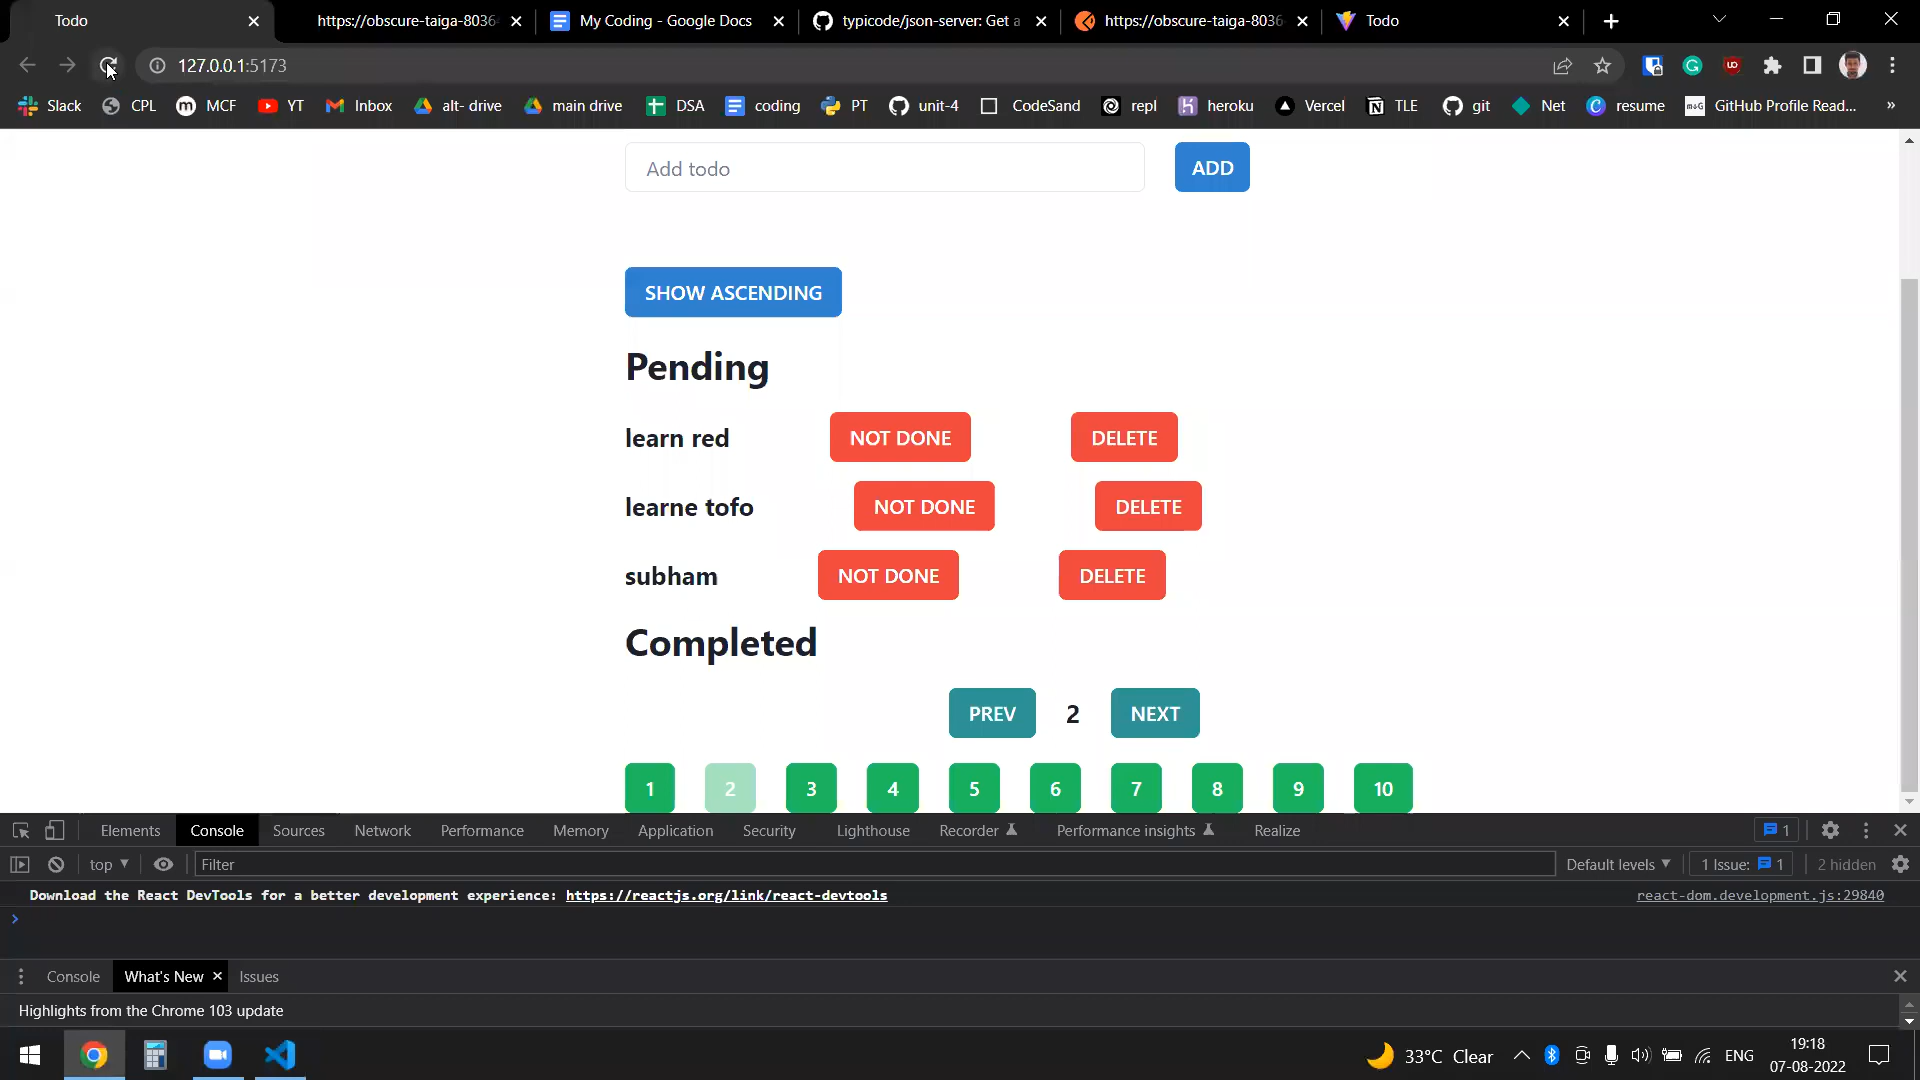 Todo
https://obscure-taiga-8036
My Coding - Google Docs
typicode/json-server: Get a
https://obscure-taiga-8036
Todo
127.0.0.1:5173
Slack
CPL
MCF
YT
Inbox
alt- drive
main drive
DSA
coding
PT
unit-4
CodeSand
repl
heroku
Vercel
TLE
git
Net
resume
GitHub Profile Read...
»
Add todo
ADD
SHOW ASCENDING
Pending
learn red NOT DONE DELETE
learne tofo NOT DONE DELETE
subham NOT DONE DELETE
Completed
PREV 2 NEXT
1 2 3 4 5 6 7 8 9 10
Elements Console Sources Network Performance Memory Application Security Lighthouse Recorder Performance insights Realize 1
top Filter Default levels 1 Issue: 1 2 hidden
Download the React DevTools for a better development experience: https://reactjs.org/link/react-devtools react-dom.development.js:29840
Console What's New Issues
Highlights from the Chrome 103 update
33°C Clear ENG
19:18
07-08-2022